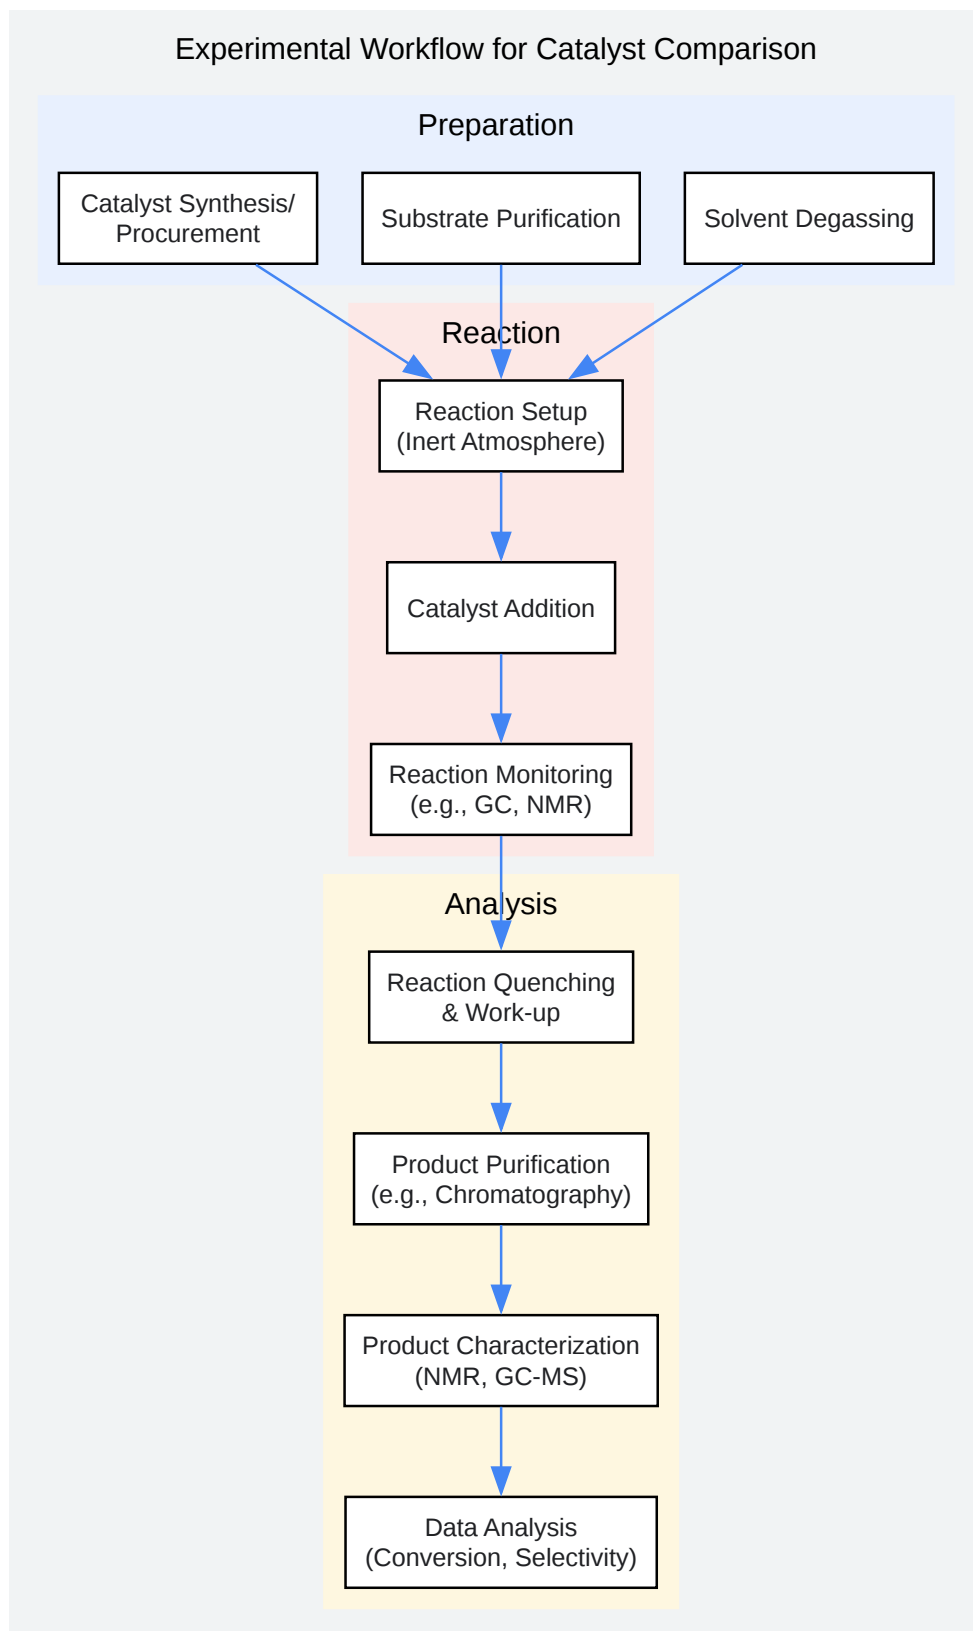 Experimental Workflow for Catalyst Comparison
Preparation
Catalyst Synthesis/
Procurement
Substrate Purification
Solvent Degassing
Reaction
Reaction Setup
(Inert Atmosphere)
Catalyst Addition
Reaction Monitoring
(e.g., GC, NMR)
Analysis
Reaction Quenching
& Work-up
Product Purification
(e.g., Chromatography)
Product Characterization
(NMR, GC-MS)
Data Analysis
(Conversion, Selectivity)